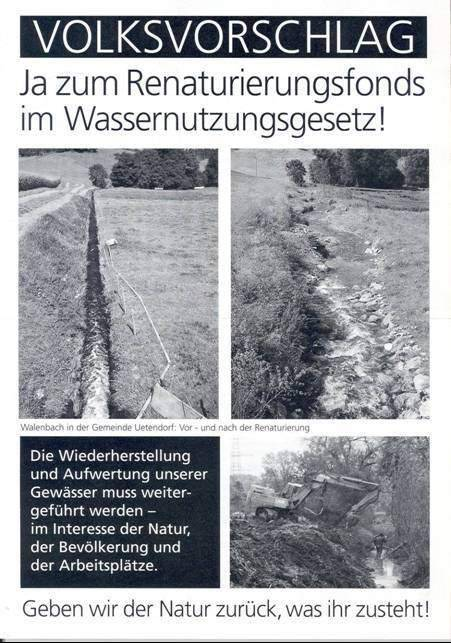 VOLKSVORSCHLAG
Ja zum Renaturierungsfonds
im Wassernutzungsgesetz!
Walenbach in der Gemeinde Uetendorf: Vor - und nach der Renaturierung
Die Wiederherstellung
und Aufwertung unserer
Gewässer muss weiter-
geführt werden –
im Interesse der Natur,
der Bevölkerung und
der Arbeitsplätze.
Geben wir der Natur zurück, was ihr zusteht!